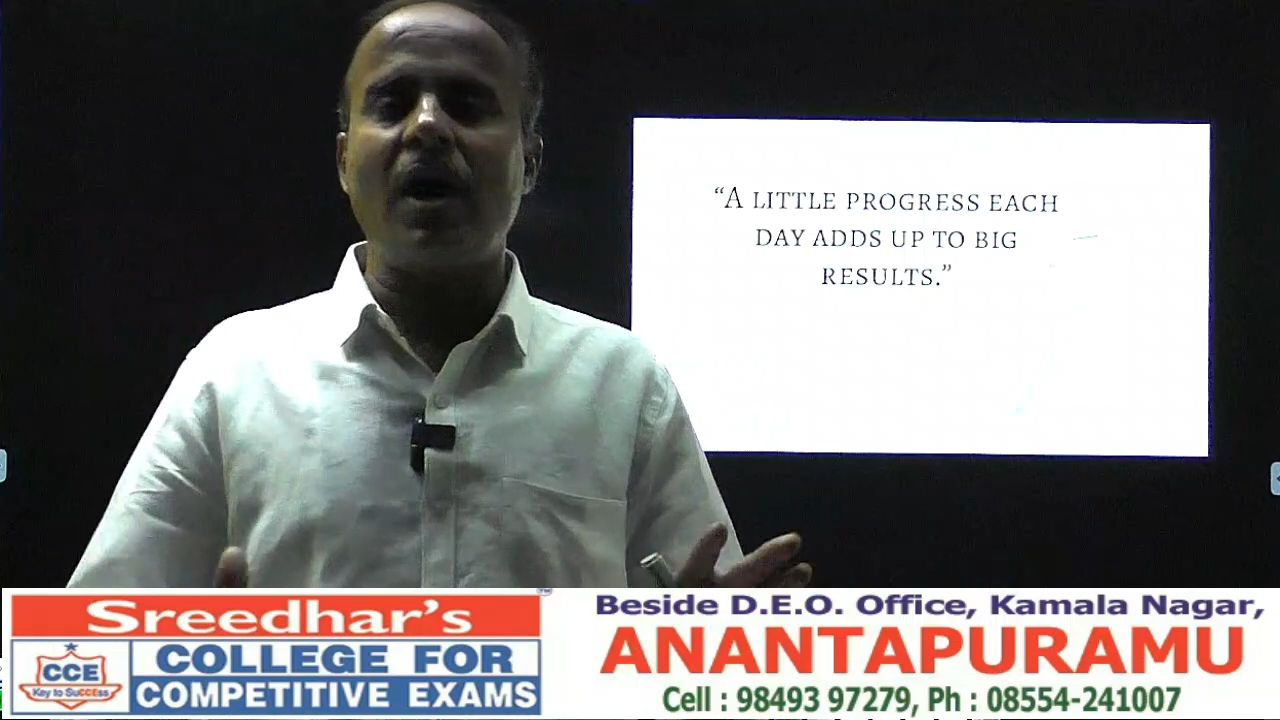 “A LITTLE PROGRESS EACH
DAY ADDS UP TO BIG
RESULTS.”
Sreedhar's
CCE
Key to SuCCEss
COLLEGE FOR
COMPETITIVE EXAMS
Beside D.E.O. Office, Kamala Nagar,
ANANTAPURAMU
Cell : 98493 97279, Ph : 08554-241007